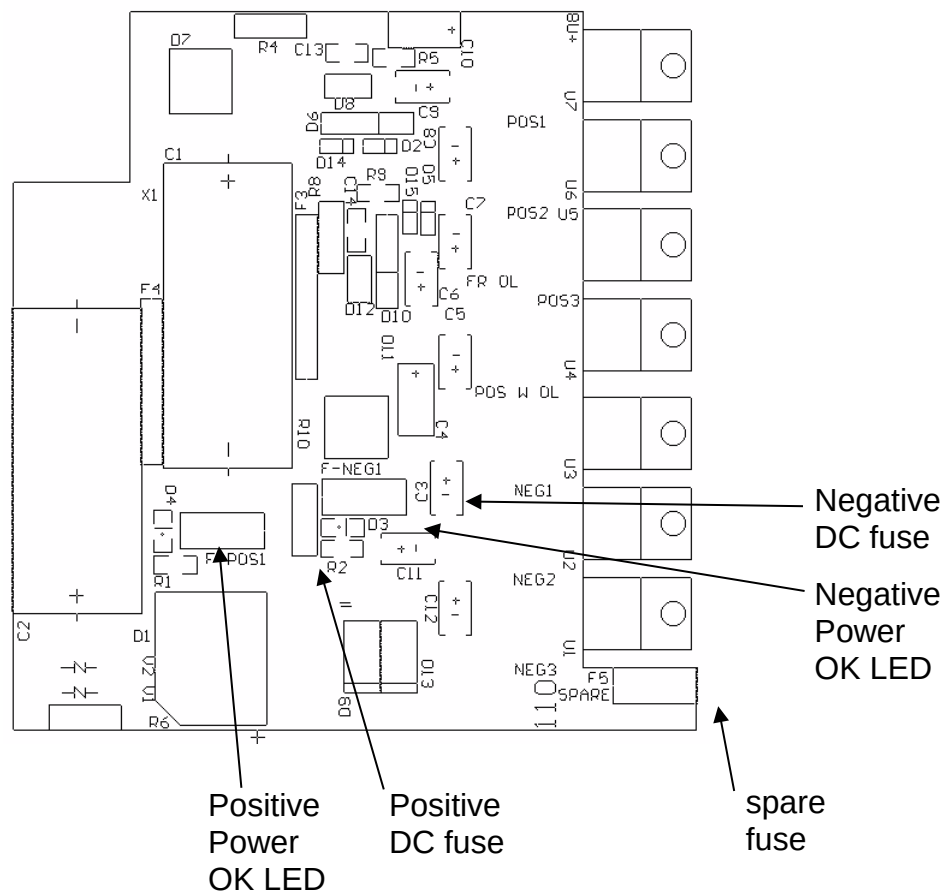 D7
R4
C13
R5
C10
BU+
U8
C9
U7
D6
POS1
C8
D14
D2
C1
R9
D15
D5
U6
X1
R8
C14
F3
C7
POS2
U5
FR OL
F4
C6
D12
D10
C5
POS3
D11
U4
POS W OL
C4
R10
U3
F-NEG1
C3
NEG1
D4
D3
F-POS1
R1
R2
C11
U2
NEG2
C12
C2
D1
U1
V2
V1
NEG3
F5
SPARE
D13
D9
110
R6
Negative
DC fuse
Negative
Power
OK LED
Positive
Power
OK LED
Positive
DC fuse
spare
fuse